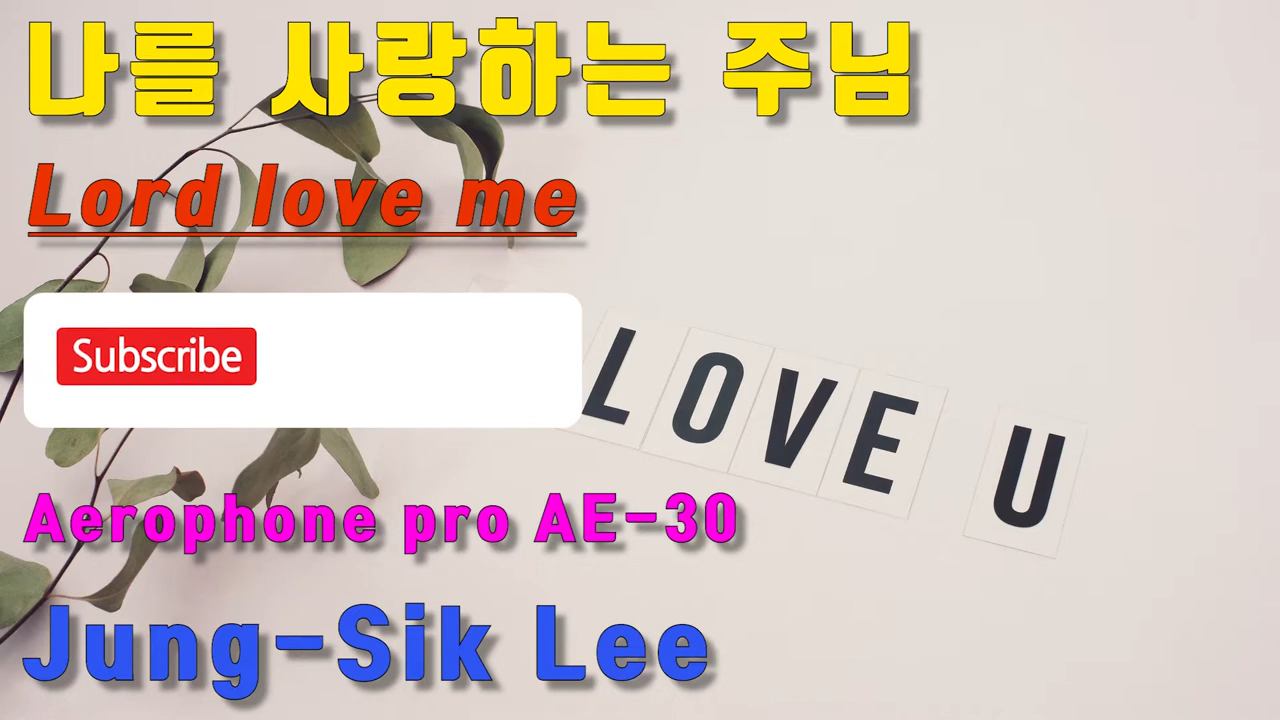 나를 사랑하는 주님
Lord love me
Subscribe
LOVE U
Aerophone pro AE-30
Jung-Sik Lee